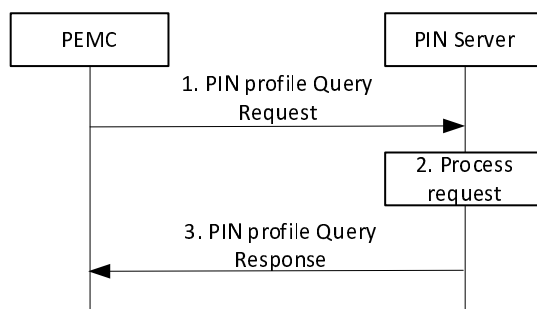 PEMC
PIN Server
1. PIN profile Query
Request
2. Process
request
3. PIN profile Query
Response